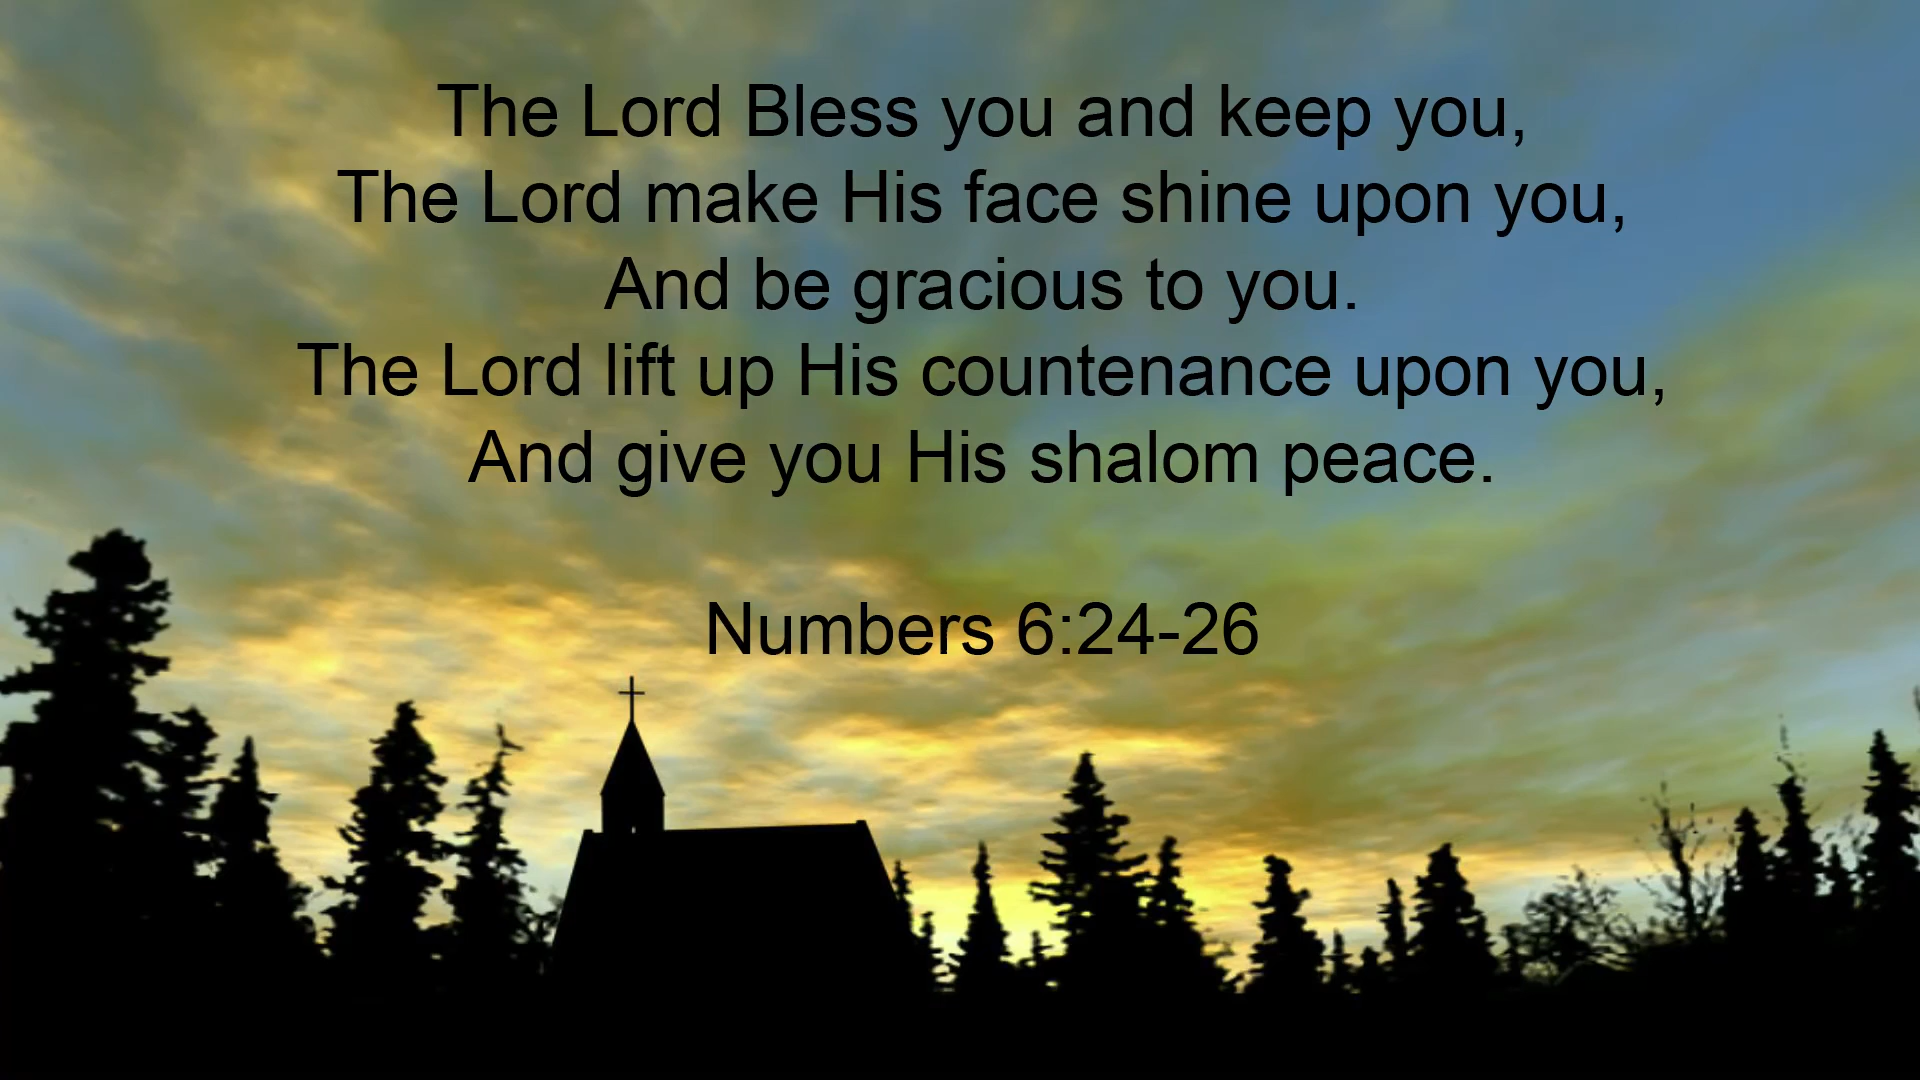 The Lord Bless you and keep you,
The Lord make His face shine upon you,
And be gracious to you.
The Lord lift up His countenance upon you,
And give you His shalom peace.
Numbers 6:24-26